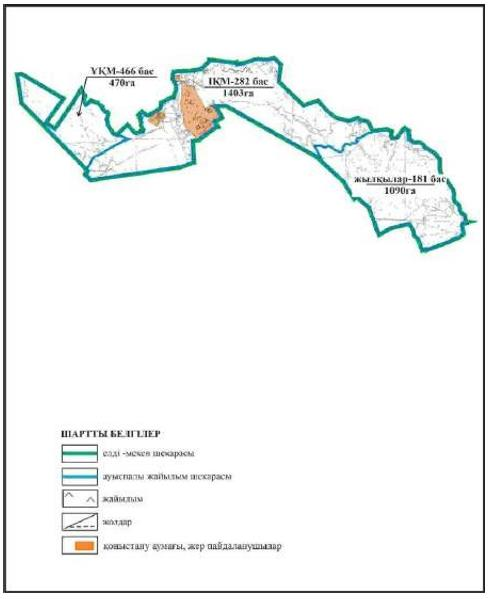 ҰҚМ-466 бас
470га
ІҚМ-282 бас
1403га
жылқылар-181 бас
1090га
ШАРТТЫ БЕЛГІЛЕР
елді -мекен шекарасы
ауыспалы жайылым шекарасы
жайылым
жолдар
қоныстану аумағы, жер пайдаланушылар